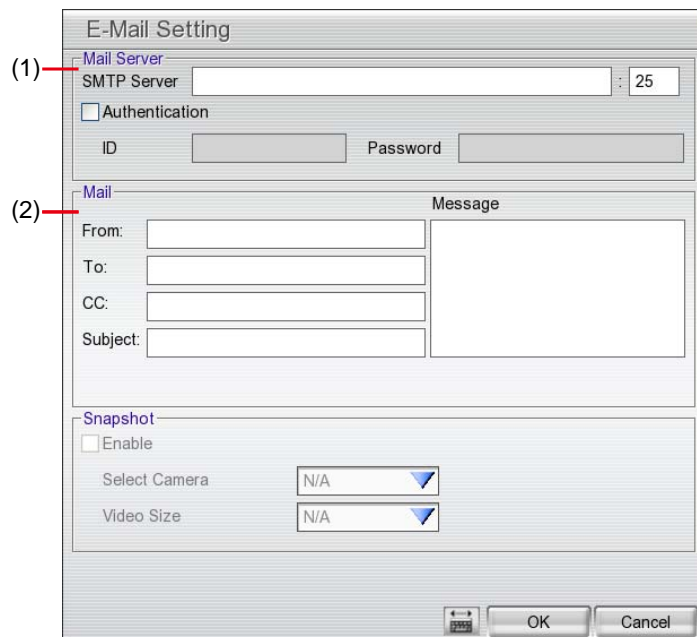 E-Mail Setting
(1)
Mail Server
SMTP Server : 25
Authentication
ID Password
(2)
Mail
Message
From:
To:
CC:
Subject:
Snapshot
Enable
Select Camera N/A
Video Size N/A
OK Cancel